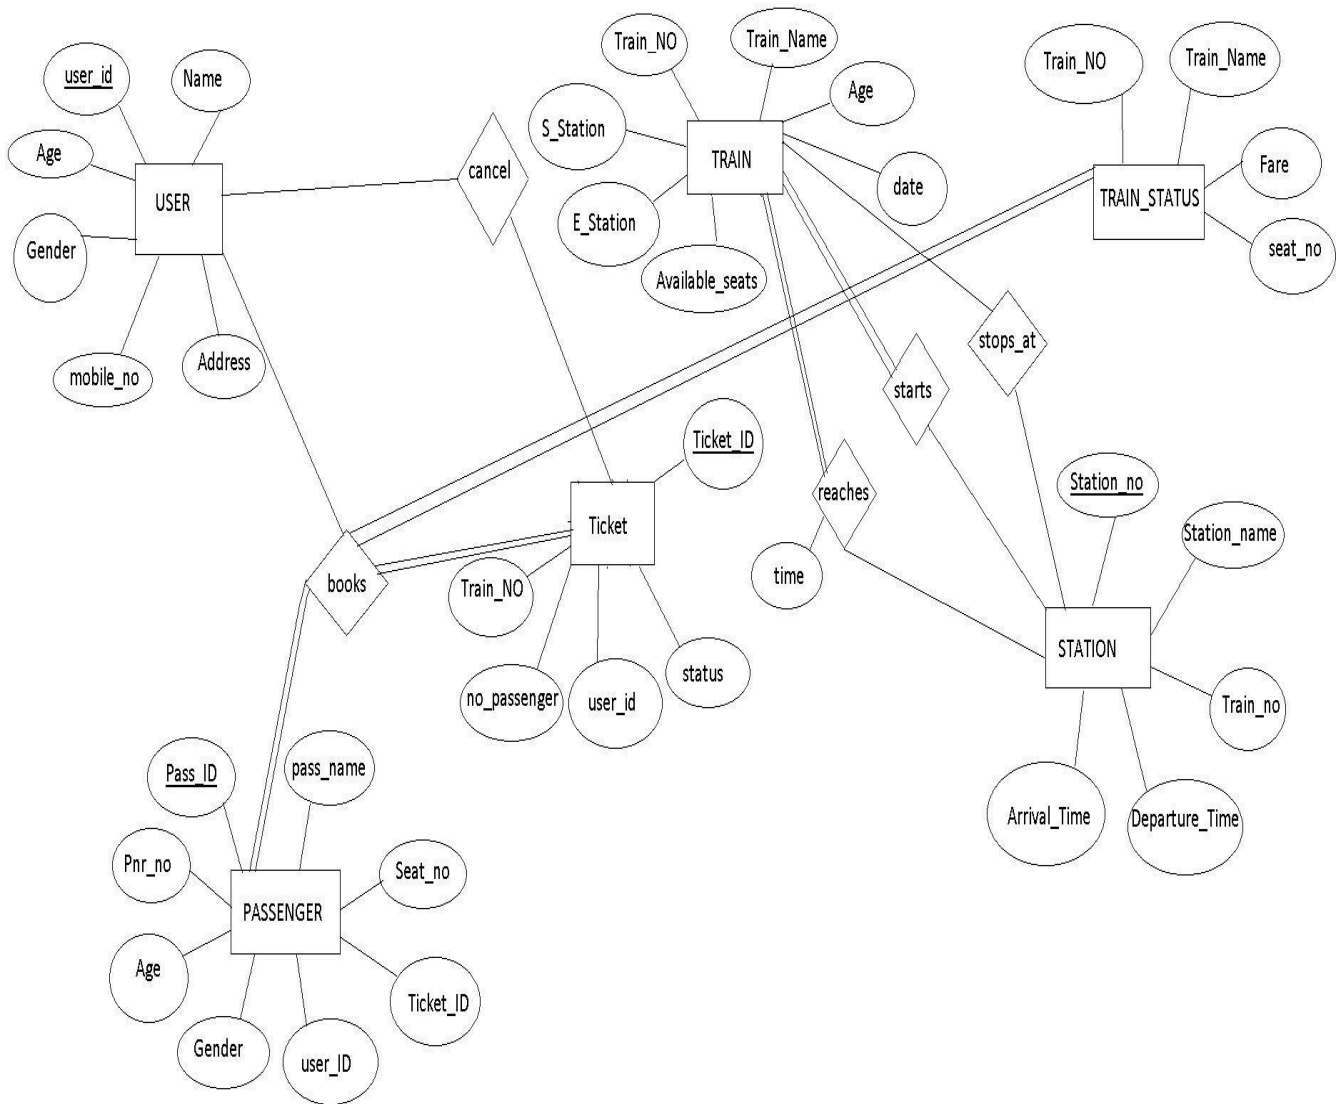 Train_NO
Train_Name
Train_NO
Train_Name
user_id
Name
Age
S_Station
Age
TRAIN
cancel
USER
date
Fare
TRAIN_STATUS
E_Station
Gender
seat_no
Available_seats
mobile_no
Address
stops_at
starts
Ticket_ID
Station_no
reaches
Ticket
Station_name
books
Train_NO
time
STATION
no_passenger
user_id
status
Train_no
Pass_ID
pass_name
Arrival_Time
Departure_Time
Pnr_no
Seat_no
PASSENGER
Age
Ticket_ID
Gender
user_ID